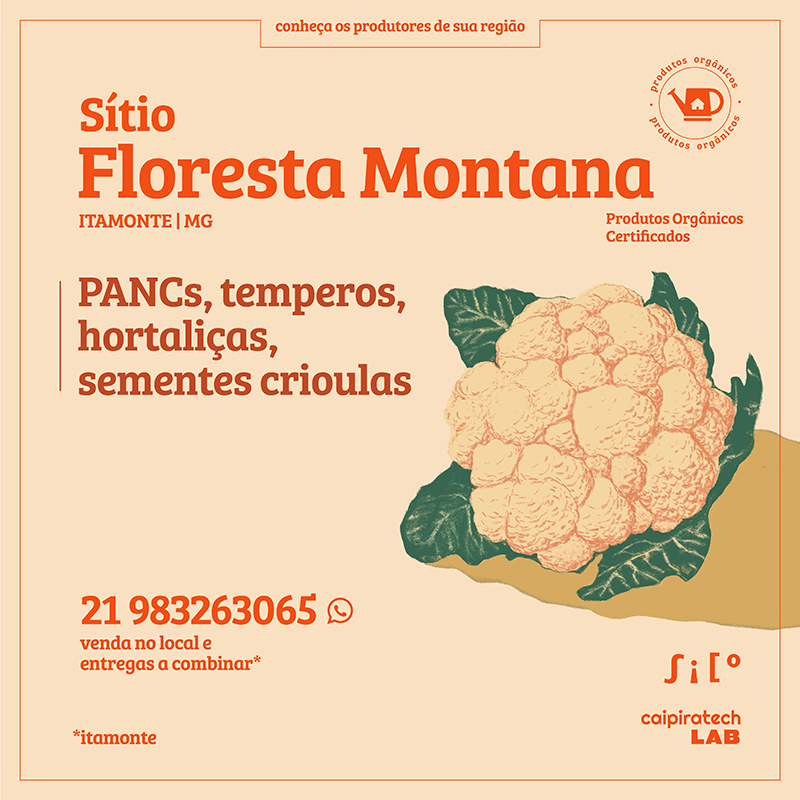 conheça os produtores de sua região
produtos orgânicos
produtos orgânicos
Sítio
Floresta Montana
ITAMONTE | MG
Produtos Orgânicos
Certificados
PANCs, temperos,
hortaliças,
sementes crioulas
21 983263065
venda no local e
entregas a combinar*
*itamonte
caipiratech
LAB